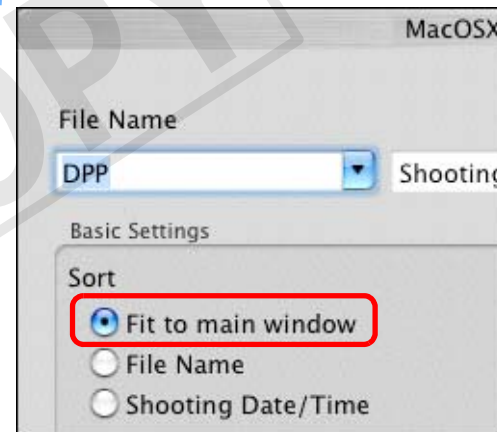 MacOSX
File Name
DPP Shooting
Basic Settings
Sort
Fit to main window
File Name
Shooting Date/Time